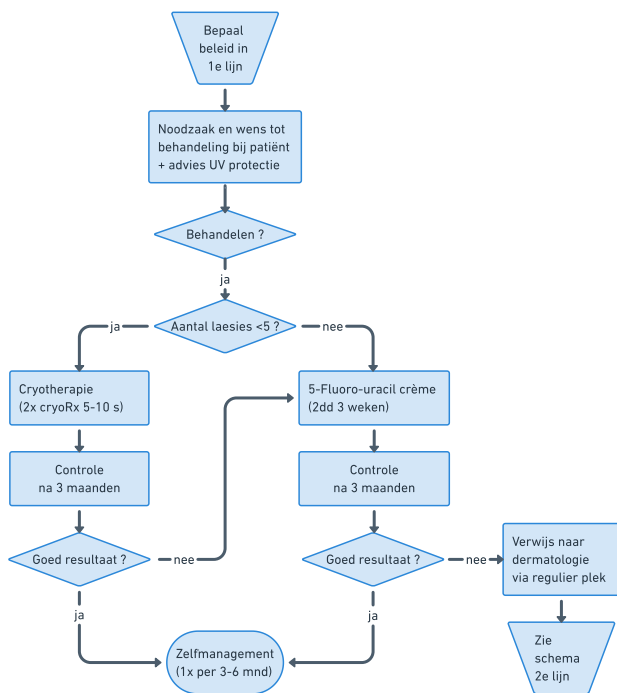 Bepaal
beleid in
1e lijn
Noodzaak en wens tot
behandeling bij patiënt
+ advies UV protectie
Behandelen ?
ja
Aantal laesies <5 ?
ja
nee
Cryotherapie
(2x cryoRx 5-10 s)
5-Fluoro-uracil crème
(2dd 3 weken)
Controle
na 3 maanden
Controle
na 3 maanden
Goed resultaat ?
nee
Goed resultaat ?
nee
Verwijs naar
dermatologie
via regulier plek
ja
ja
Zelfmanagement
(1x per 3-6 mnd)
Zie
schema
2e lijn